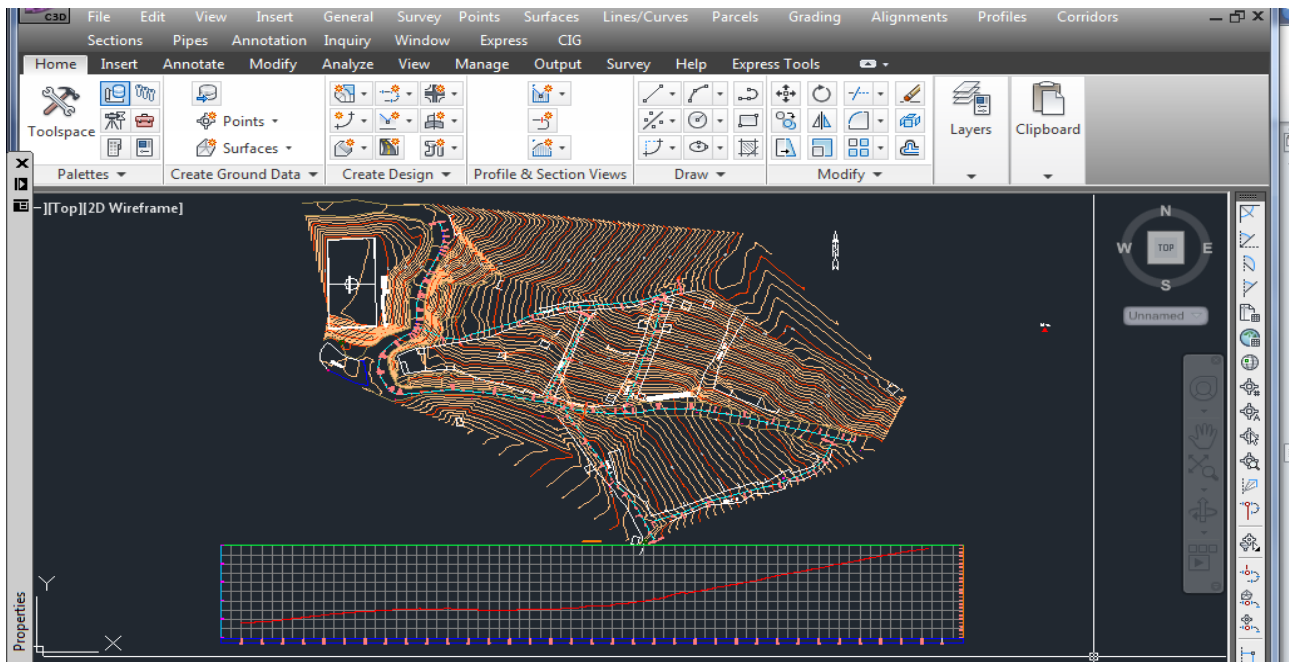 C3D File Edit View Insert General Survey Points Surfaces Lines/Curves Parcels Grading Alignments Profiles Corridors
Sections Pipes Annotation Inquiry Window Express CIG
Home Insert Annotate Modify Analyze View Manage Output Survey Help Express Tools
Toolspace
Points
Surfaces
Layers
Clipboard
Palettes Create Ground Data Create Design Profile & Section Views Draw Modify
–][Top][2D Wireframe]
N
W TOP E
S
Unnamed
Y
X
Properties